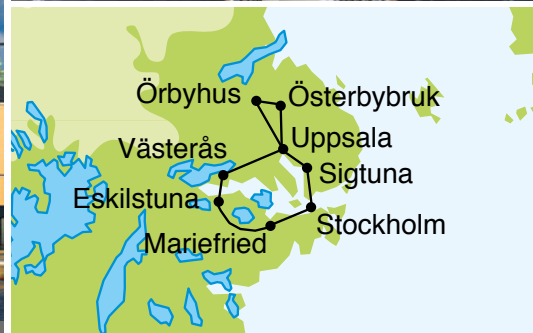 Örbyhus
Österbybruk
Uppsala
Västerås
Sigtuna
Eskilstuna
Stockholm
Mariefried